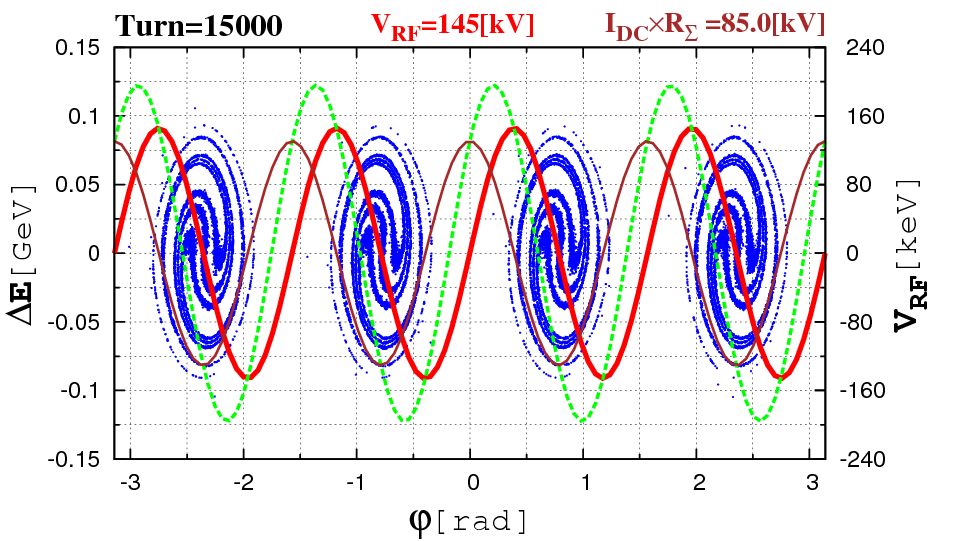 Turn=15000 V_RF=145[kV] I_DC×R_Σ =85.0[kV]
0.15 240
0.1 160
0.05 80
0 0
-0.05 -80
-0.1 -160
-0.15 -240
ΔE[GeV]
V_RF[keV]
-3 -2 -1 0 1 2 3
φ[rad]